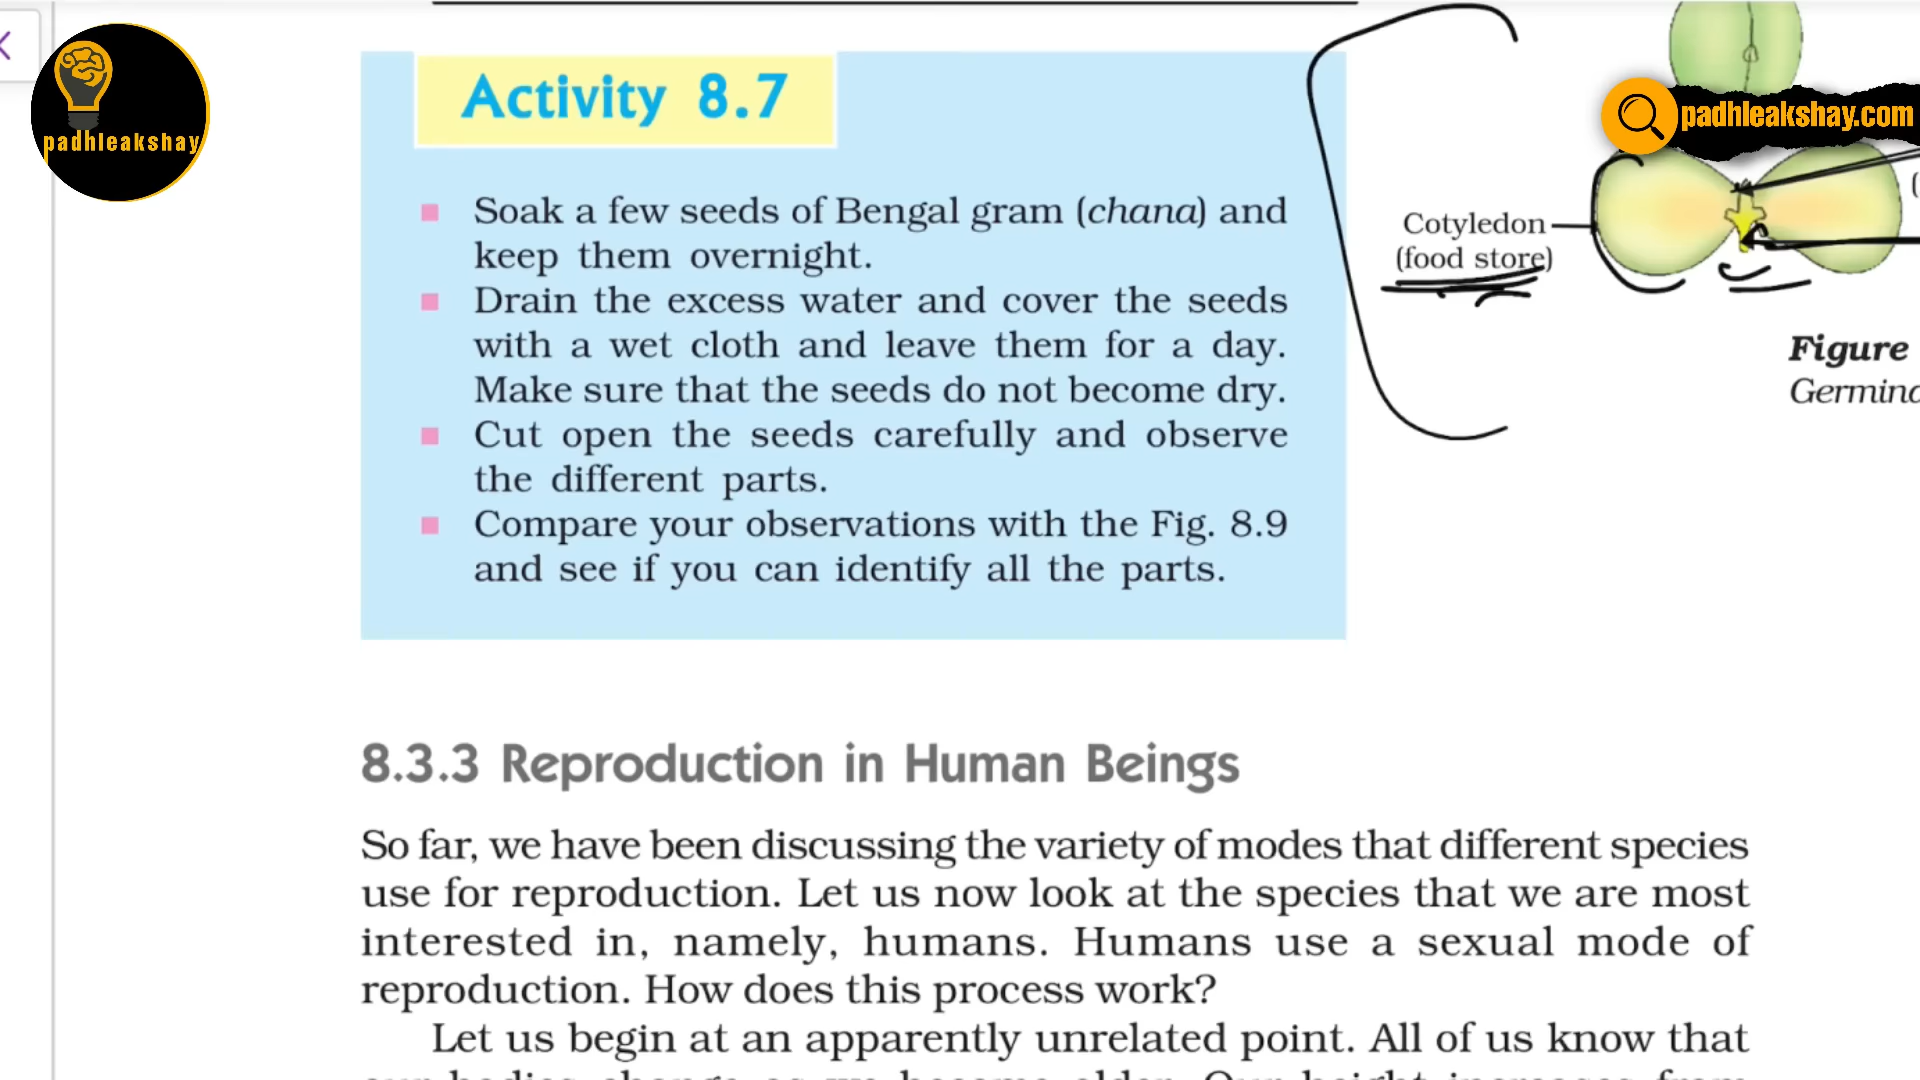 padhleakshay
padhleakshay.com
Activity 8.7
Soak a few seeds of Bengal gram (chana) and
keep them overnight.
Drain the excess water and cover the seeds
with a wet cloth and leave them for a day.
Make sure that the seeds do not become dry.
Cut open the seeds carefully and observe
the different parts.
Compare your observations with the Fig. 8.9
and see if you can identify all the parts.
Cotyledon
(food store)
Figure
8.3.3 Reproduction in Human Beings
So far, we have been discussing the variety of modes that different species
use for reproduction. Let us now look at the species that we are most
interested in, namely, humans. Humans use a sexual mode of
reproduction. How does this process work?
Let us begin at an apparently unrelated point. All of us know that